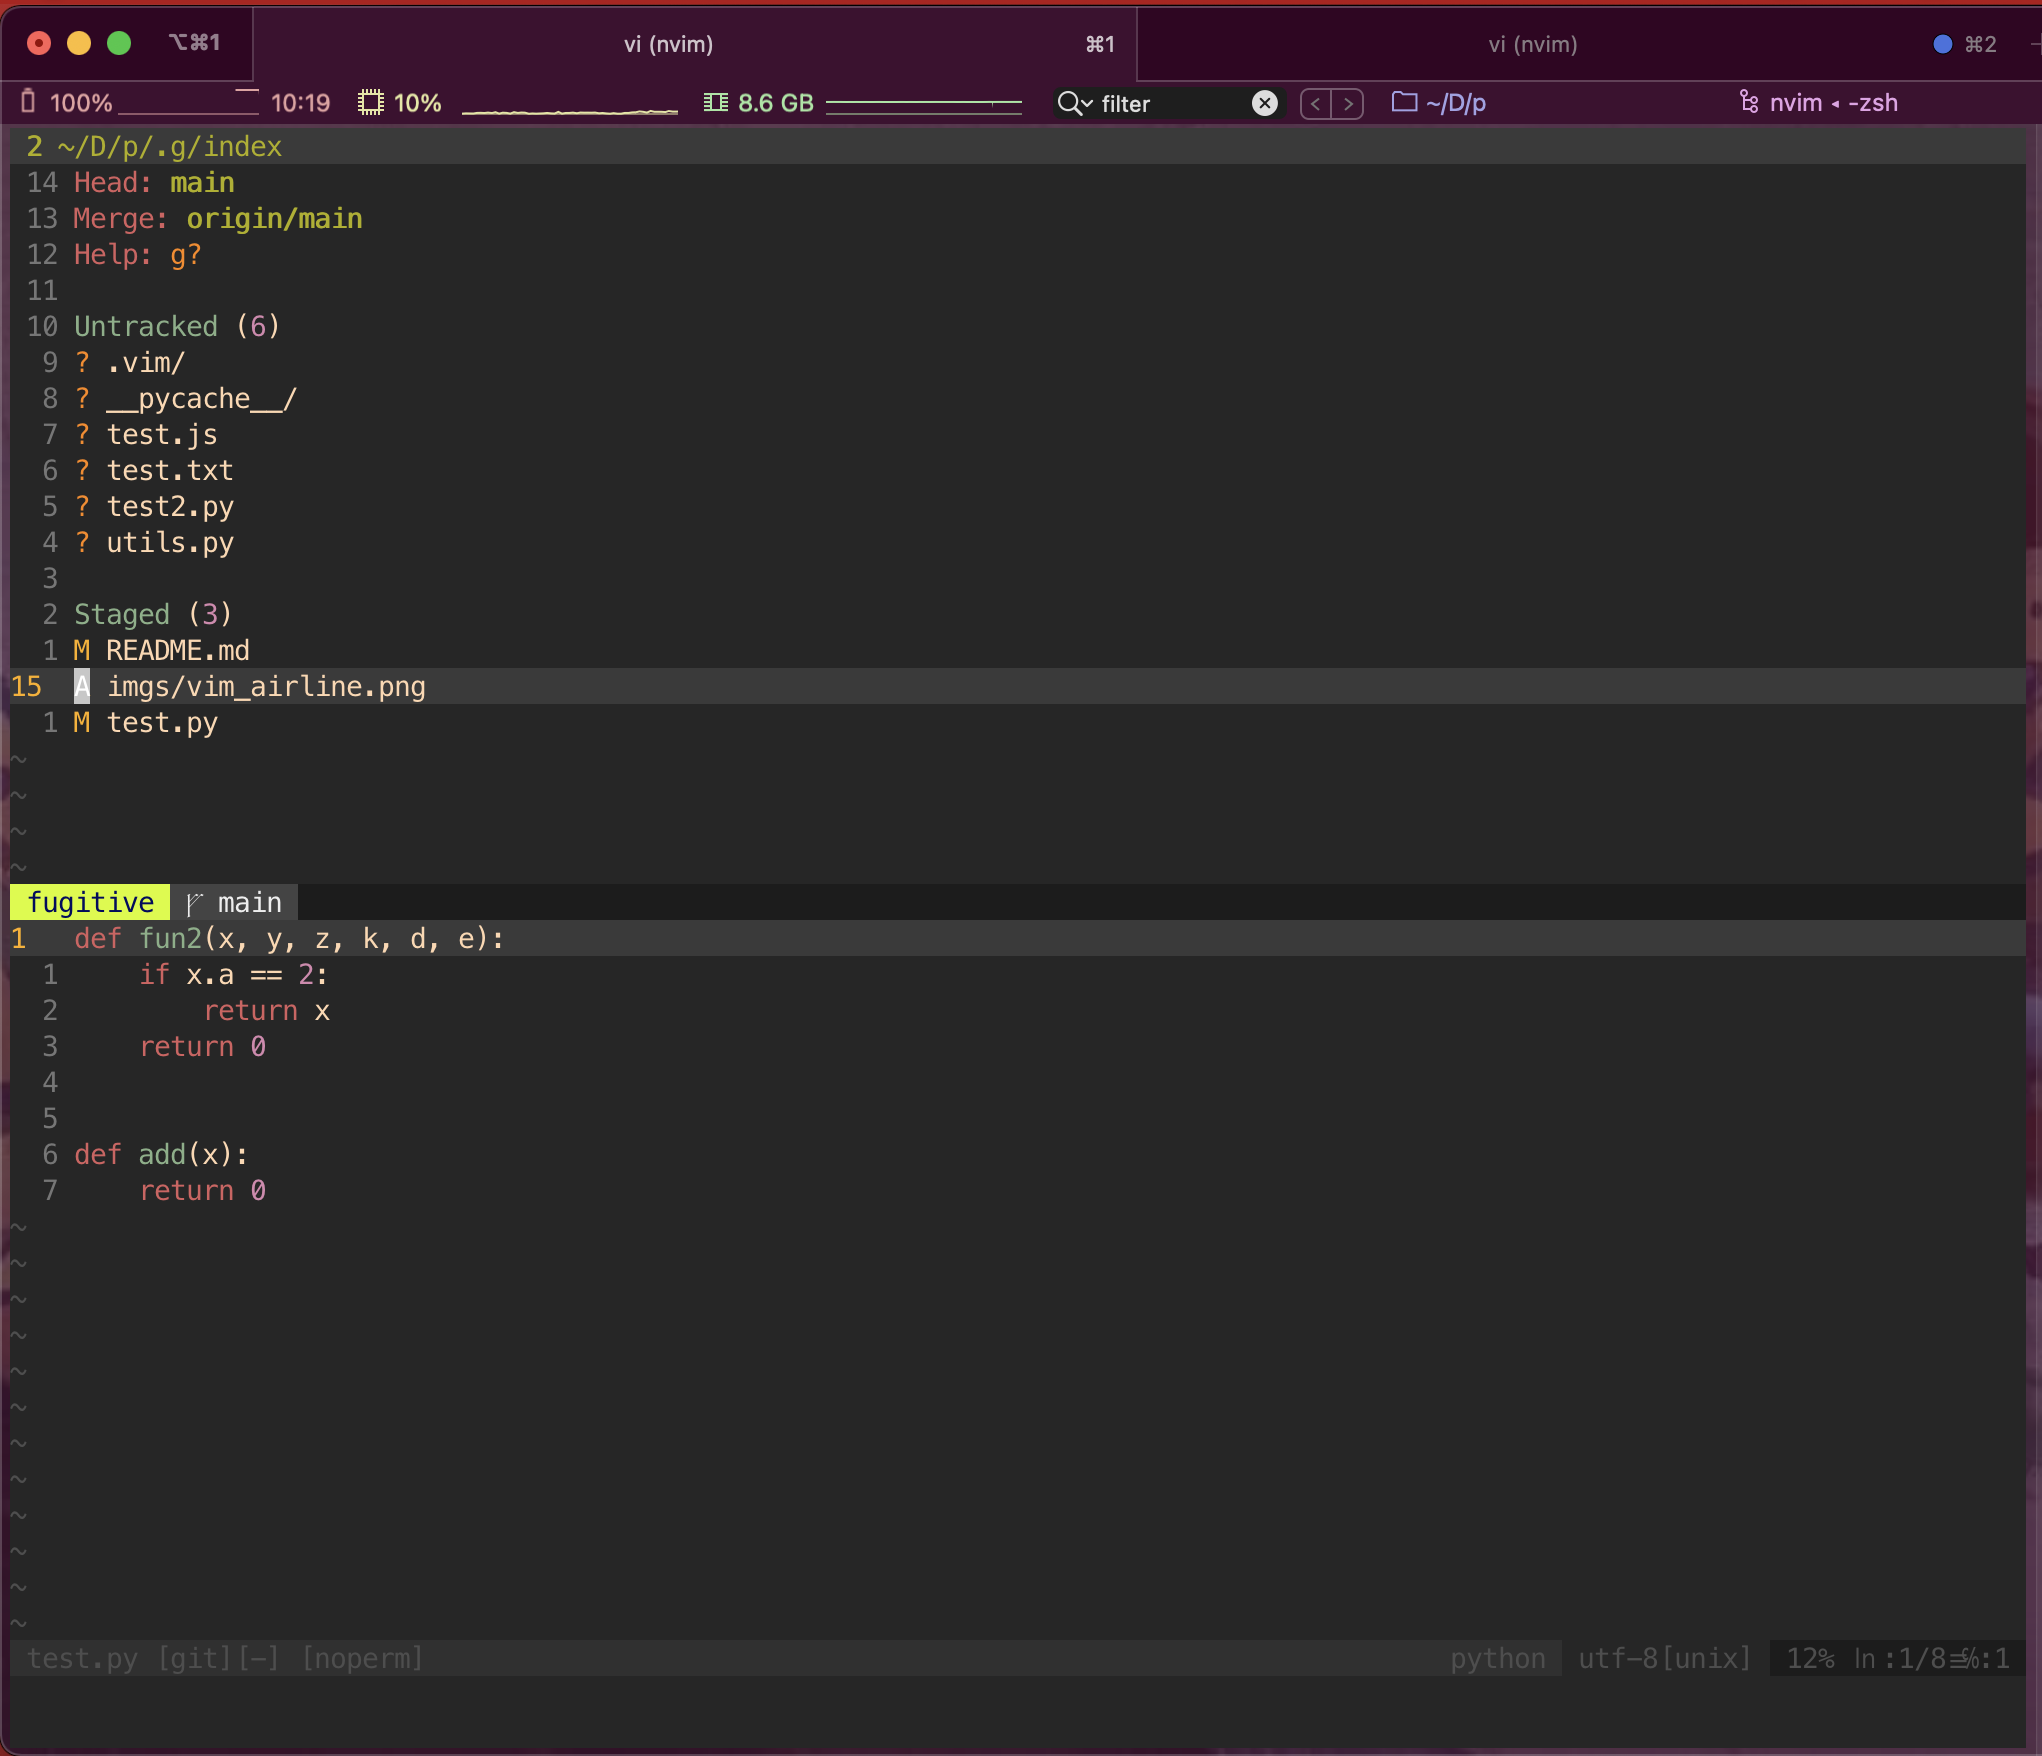 ⌥⌘1 vi (nvim) ⌘1 vi (nvim) ⌘2
100% 10:19 10% 8.6 GB filter ~/D/p nvim ◂ -zsh
2 ~/D/p/.g/index
14 Head: main
13 Merge: origin/main
12 Help: g?
11
10 Untracked (6)
9 ? .vim/
8 ? __pycache__/
7 ? test.js
6 ? test.txt
5 ? test2.py
4 ? utils.py
3
2 Staged (3)
1 M README.md
15 A imgs/vim_airline.png
1 M test.py
~
~
~
~
fugitive main
1 def fun2(x, y, z, k, d, e):
1 if x.a == 2:
2 return x
3 return 0
4
5
6 def add(x):
7 return 0
~
~
~
~
~
~
~
~
~
~
~
~
test.py [git][-] [noperm] python utf-8[unix] 12% ln :1/8≡℅:1